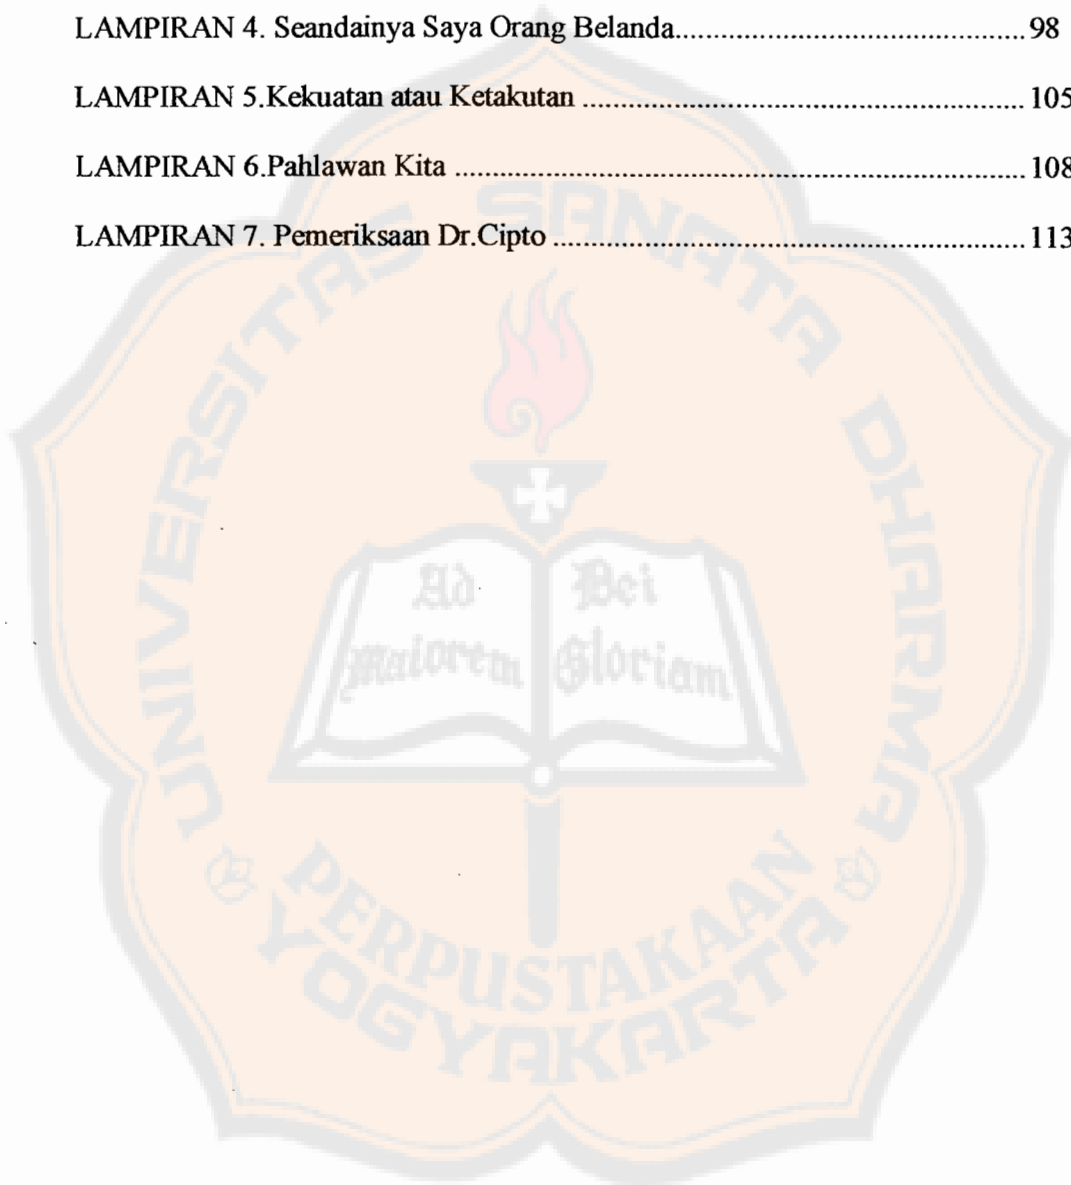 LAMPIRAN 4. Seandainya Saya Orang Belanda............................................ 98
LAMPIRAN 5.Kekuatan atau Ketakutan ........................................................ 105
LAMPIRAN 6.Pahlawan Kita ........................................................................ 108
LAMPIRAN 7. Pemeriksaan Dr.Cipto ............................................................ 113
UNIVERSITAS SANATA DHARMA
Ad Dei
maiorem Gloriam
PERPUSTAKAAN
YOGYAKARTA